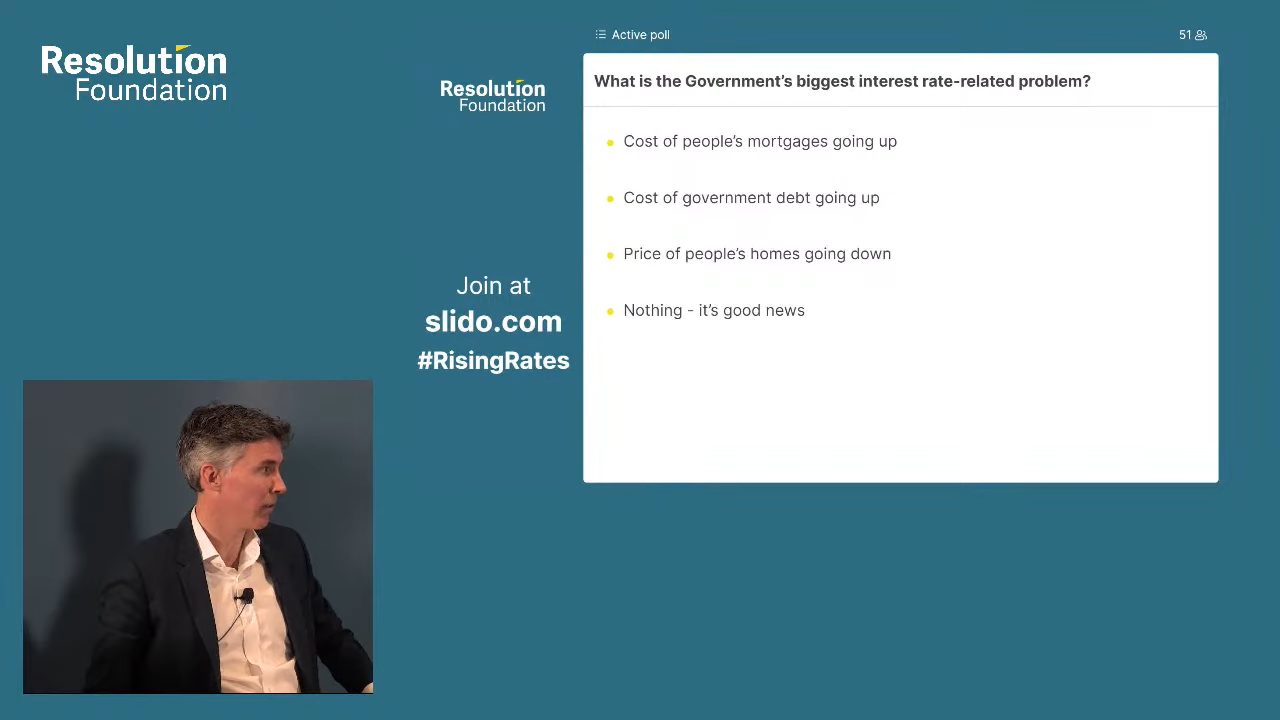 Resolution
Foundation
Active poll
51
Resolution
Foundation
What is the Government’s biggest interest rate-related problem?
Cost of people’s mortgages going up
Cost of government debt going up
Price of people’s homes going down
Nothing - it’s good news
Join at
slido.com
#RisingRates